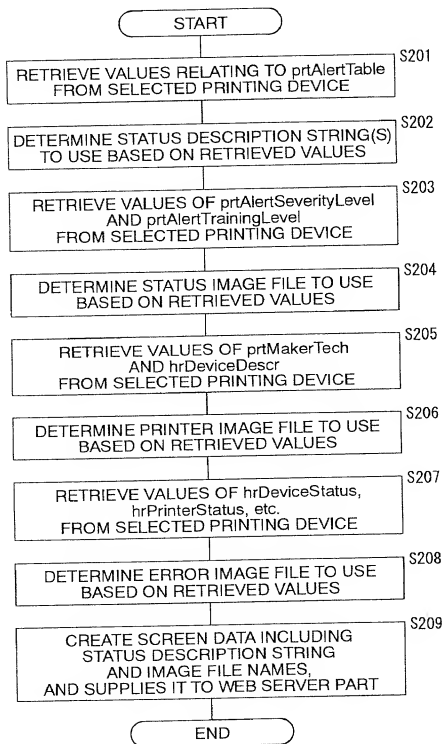 START
S201
RETRIEVE VALUES RELATING TO prtAlertTable
FROM SELECTED PRINTING DEVICE
S202
DETERMINE STATUS DESCRIPTION STRING(S)
TO USE BASED ON RETRIEVED VALUES
S203
RETRIEVE VALUES OF prtAlertSeverityLevel
AND prtAlertTrainingLevel
FROM SELECTED PRINTING DEVICE
S204
DETERMINE STATUS IMAGE FILE TO USE
BASED ON RETRIEVED VALUES
S205
RETRIEVE VALUES OF prtMakerTech
AND hrDeviceDescr
FROM SELECTED PRINTING DEVICE
S206
DETERMINE PRINTER IMAGE FILE TO USE
BASED ON RETRIEVED VALUES
S207
RETRIEVE VALUES OF hrDeviceStatus,
hrPrinterStatus, etc.
FROM SELECTED PRINTING DEVICE
S208
DETERMINE ERROR IMAGE FILE TO USE
BASED ON RETRIEVED VALUES
S209
CREATE SCREEN DATA INCLUDING
STATUS DESCRIPTION STRING
AND IMAGE FILE NAMES,
AND SUPPLIES IT TO WEB SERVER PART
END